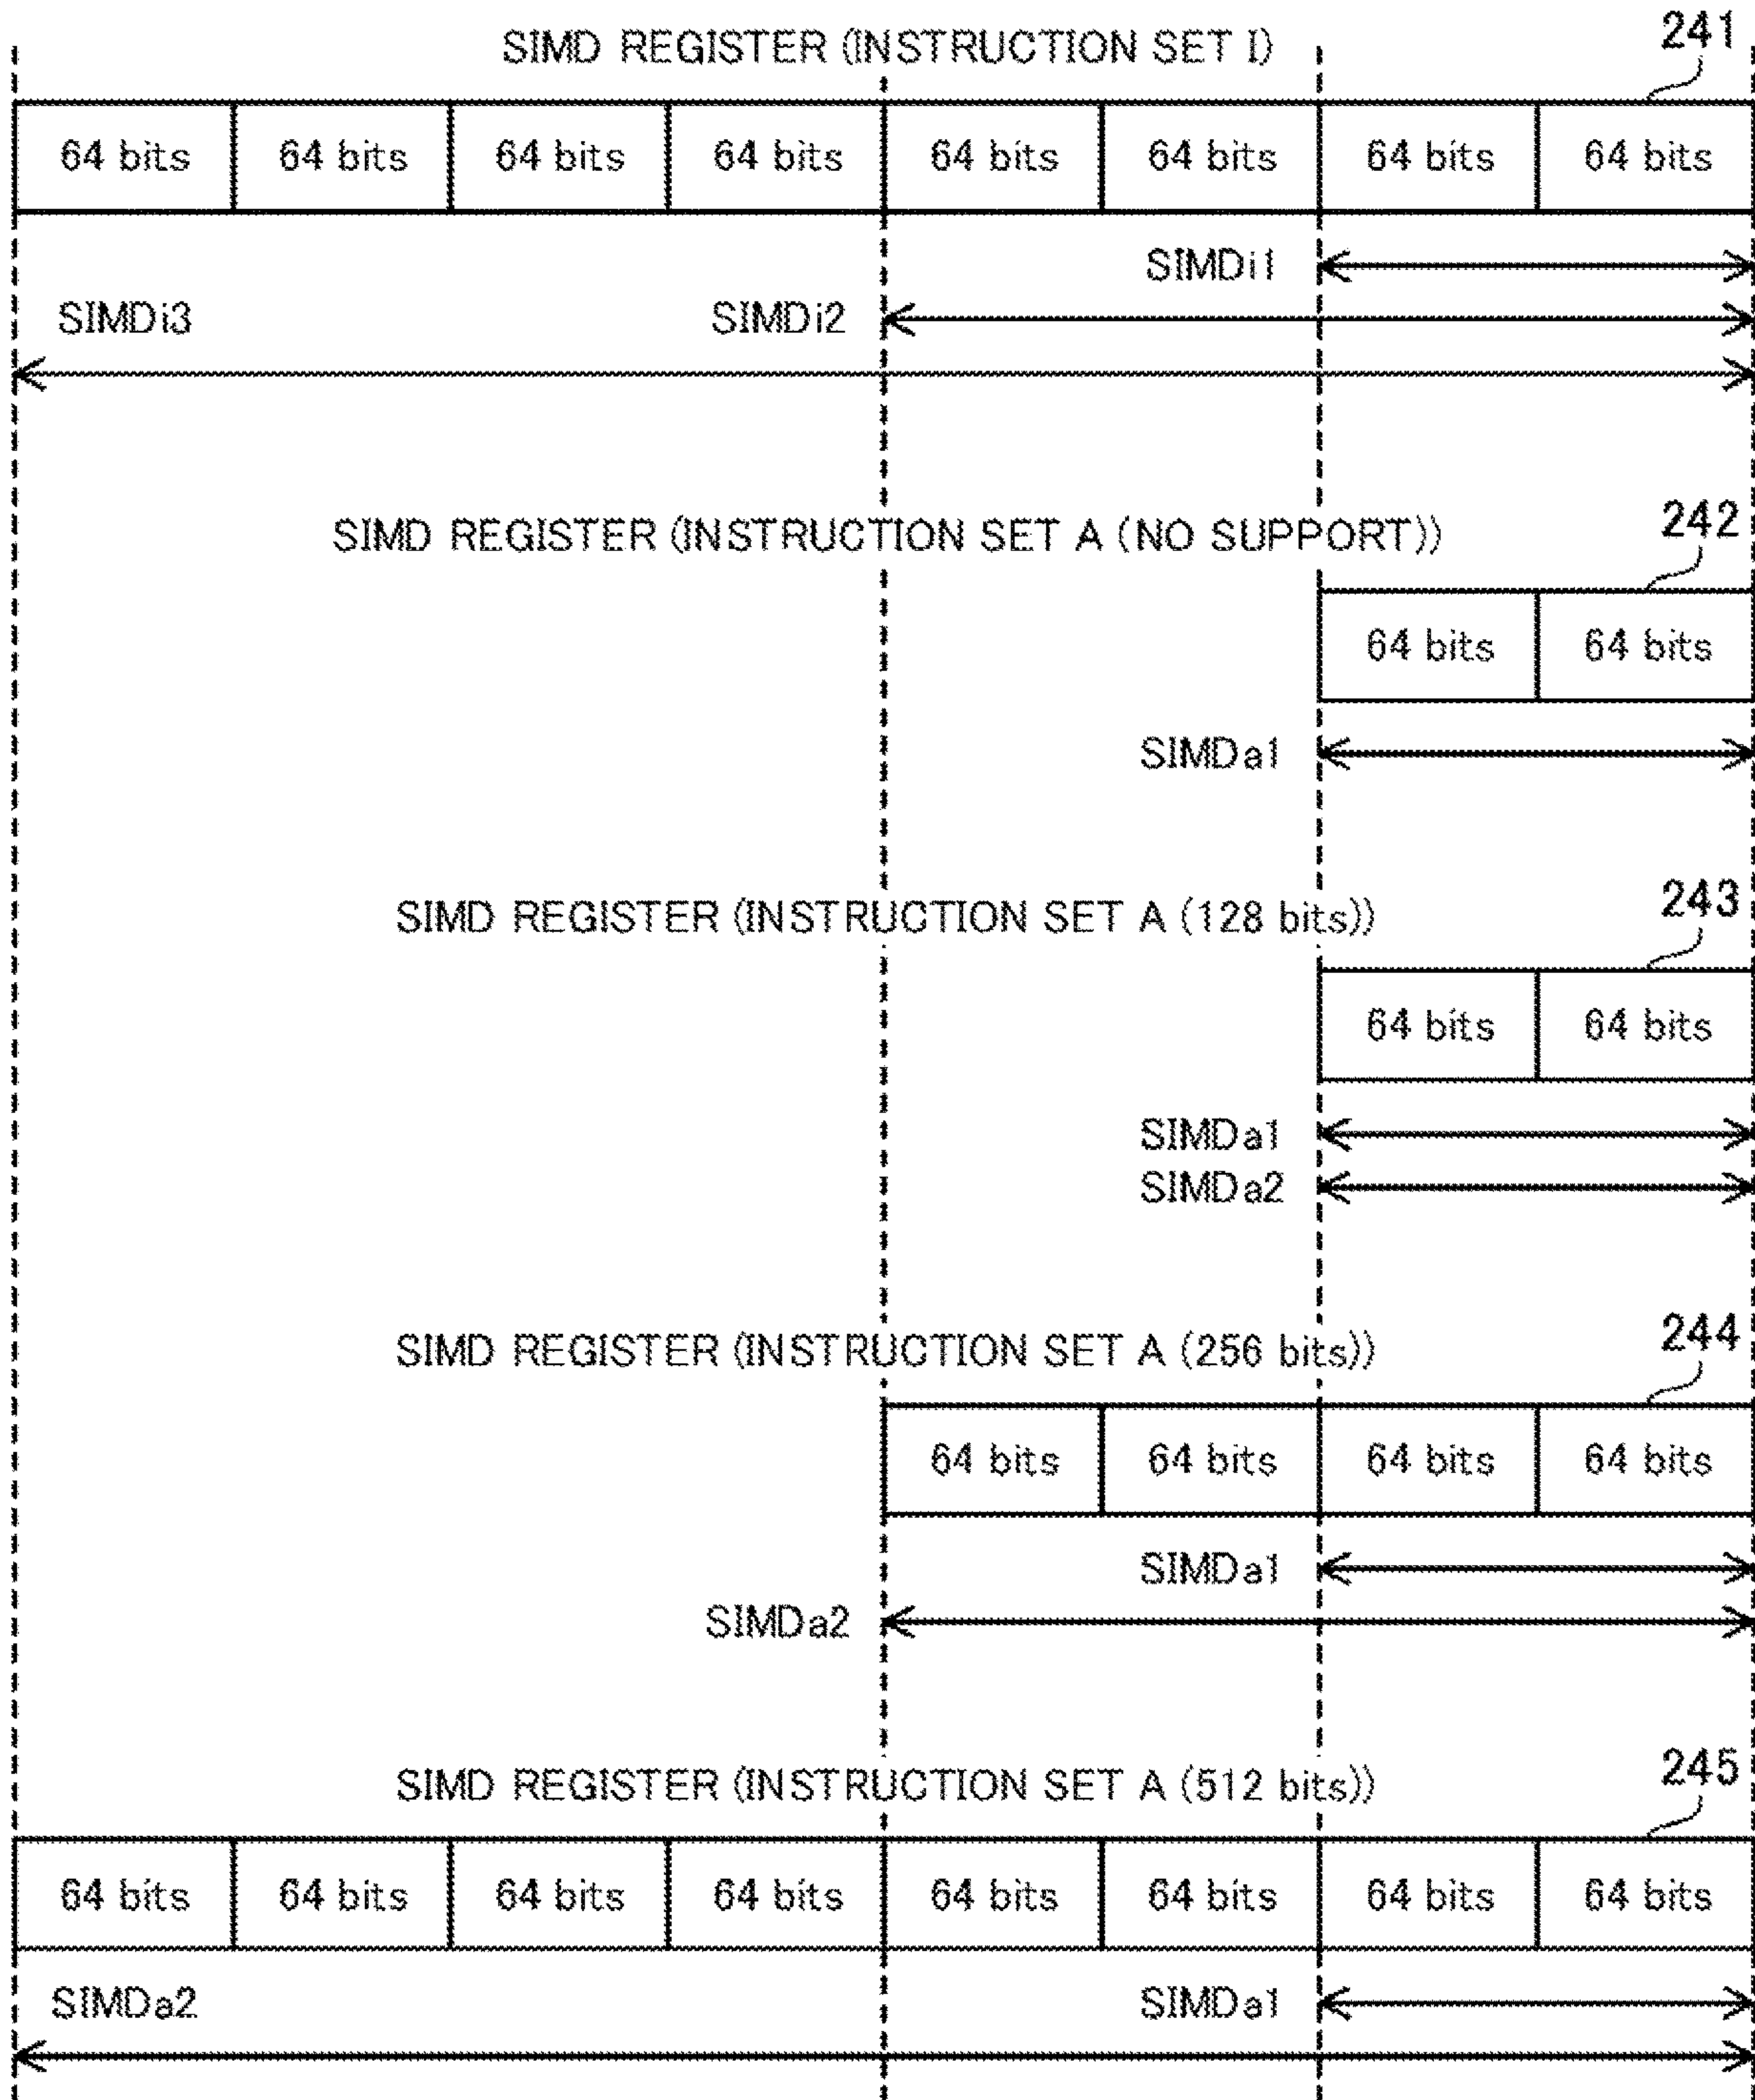 SIMD REGISTER (INSTRUCTION SET I) 241
64 bits 64 bits 64 bits 64 bits 64 bits 64 bits 64 bits 64 bits
SIMDi1
SIMDi3 SIMDi2
SIMD REGISTER (INSTRUCTION SET A (NO SUPPORT)) 242
64 bits 64 bits
SIMDa1
SIMD REGISTER (INSTRUCTION SET A (128 bits)) 243
64 bits 64 bits
SIMDa1
SIMDa2
SIMD REGISTER (INSTRUCTION SET A (256 bits)) 244
64 bits 64 bits 64 bits 64 bits
SIMDa1
SIMDa2
SIMD REGISTER (INSTRUCTION SET A (512 bits)) 245
64 bits 64 bits 64 bits 64 bits 64 bits 64 bits 64 bits 64 bits
SIMDa2 SIMDa1